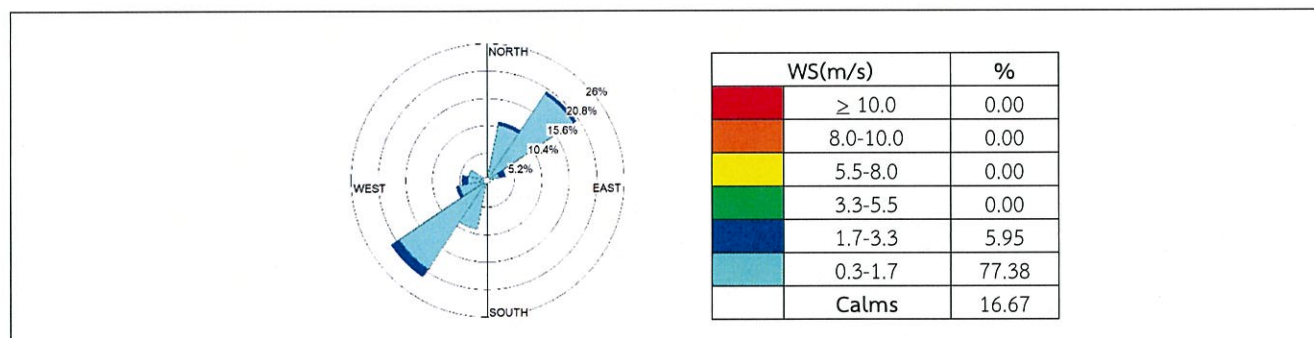 NORTH
26%
20.8%
15.6%
10.4%
5.2%
WEST
EAST
SOUTH
WS(m/s) %
≥ 10.0 0.00
8.0-10.0 0.00
5.5-8.0 0.00
3.3-5.5 0.00
1.7-3.3 5.95
0.3-1.7 77.38
Calms 16.67